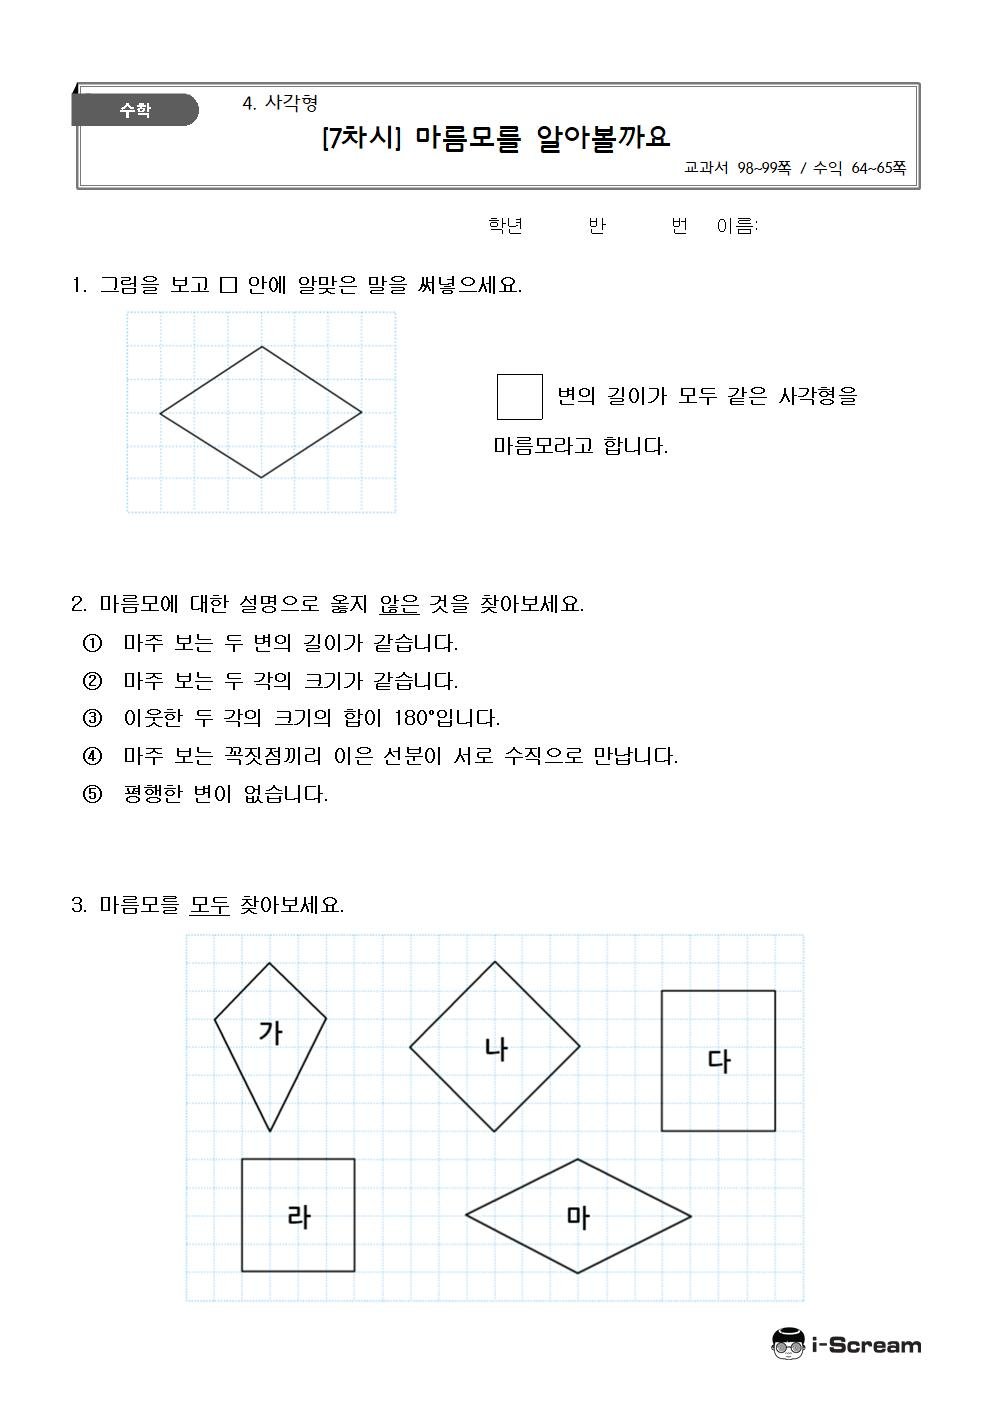 수학
4. 사각형
[7차시] 마름모를 알아볼까요
교과서 98~99쪽 / 수익 64~65쪽
학년 반 번 이름:
1. 그림을 보고 □ 안에 알맞은 말을 써넣으세요.
변의 길이가 모두 같은 사각형을
마름모라고 합니다.
2. 마름모에 대한 설명으로 옳지 않은 것을 찾아보세요.
① 마주 보는 두 변의 길이가 같습니다.
② 마주 보는 두 각의 크기가 같습니다.
③ 이웃한 두 각의 크기의 합이 180°입니다.
④ 마주 보는 꼭짓점끼리 이은 선분이 서로 수직으로 만납니다.
⑤ 평행한 변이 없습니다.
3. 마름모를 모두 찾아보세요.
가
나
다
라
마
i-Scream